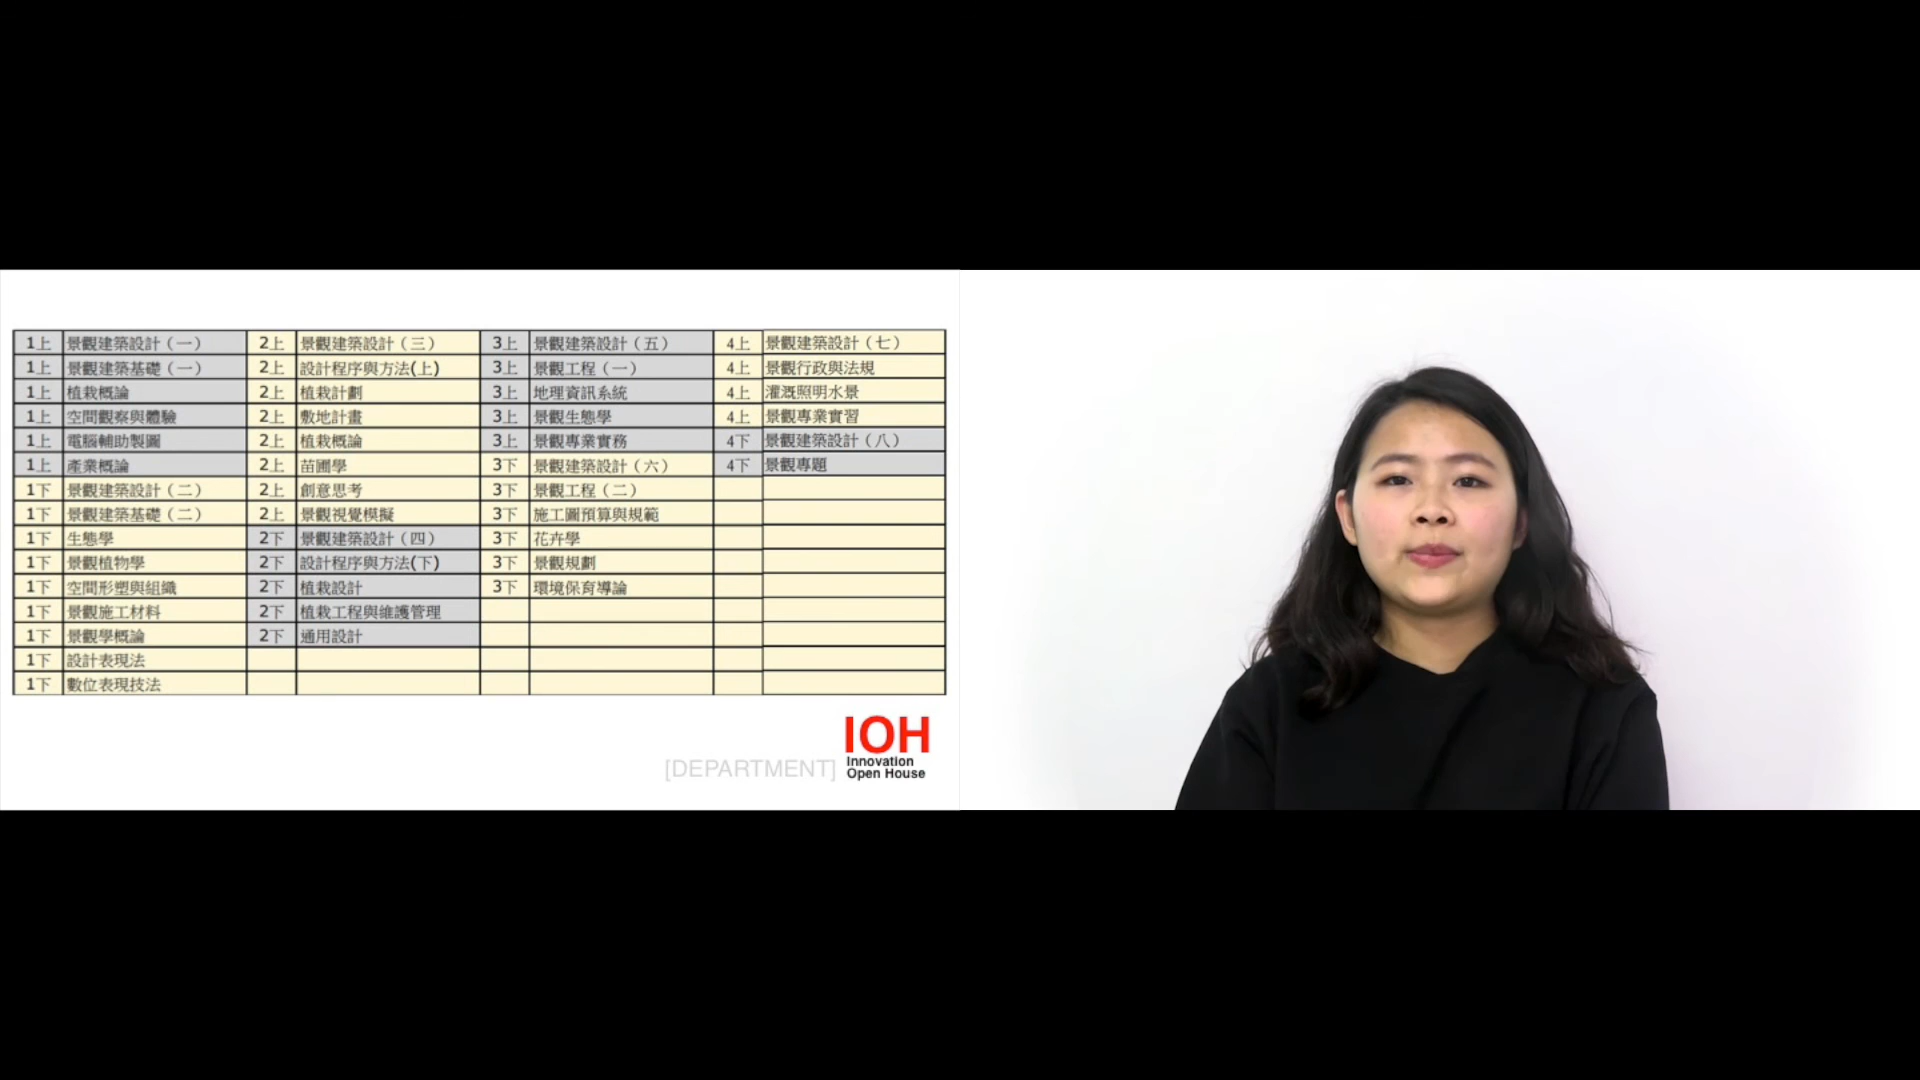 1上 景觀建築設計（一） 2上 景觀建築設計（三） 3上 景觀建築設計（五） 4上 景觀建築設計（七）
1上 景觀建築基礎（一） 2上 設計程序與方法(上) 3上 景觀工程（一） 4上 景觀行政與法規
1上 植栽概論 2上 植栽計劃 3上 地理資訊系統 4上 灌溉照明水景
1上 空間觀察與體驗 2上 敷地計畫 3上 景觀生態學 4上 景觀專業實習
1上 電腦輔助製圖 2上 植栽概論 3上 景觀專業實務 4下 景觀建築設計（八）
1上 產業概論 2上 苗圃學 3下 景觀建築設計（六） 4下 景觀專題
1下 景觀建築設計（二） 2上 創意思考 3下 景觀工程（二）
1下 景觀建築基礎（二） 2上 景觀視覺模擬 3下 施工圖預算與規範
1下 生態學 2下 景觀建築設計（四） 3下 花卉學
1下 景觀植物學 2下 設計程序與方法(下) 3下 景觀規劃
1下 空間形塑與組織 2下 植栽設計 3下 環境保育導論
1下 景觀施工材料 2下 植栽工程與維護管理
1下 景觀學概論 2下 通用設計
1下 設計表現法
1下 數位表現技法
IOH
[DEPARTMENT] Innovation
Open House